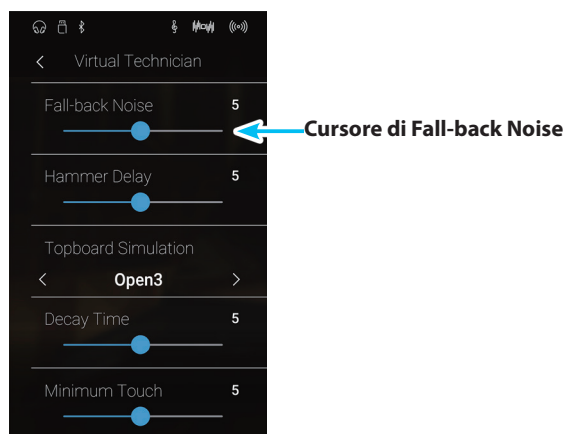 Virtual Technician
Fall-back Noise 5
Cursore di Fall-back Noise
Hammer Delay 5
Topboard Simulation
< Open3 >
Decay Time 5
Minimum Touch 5